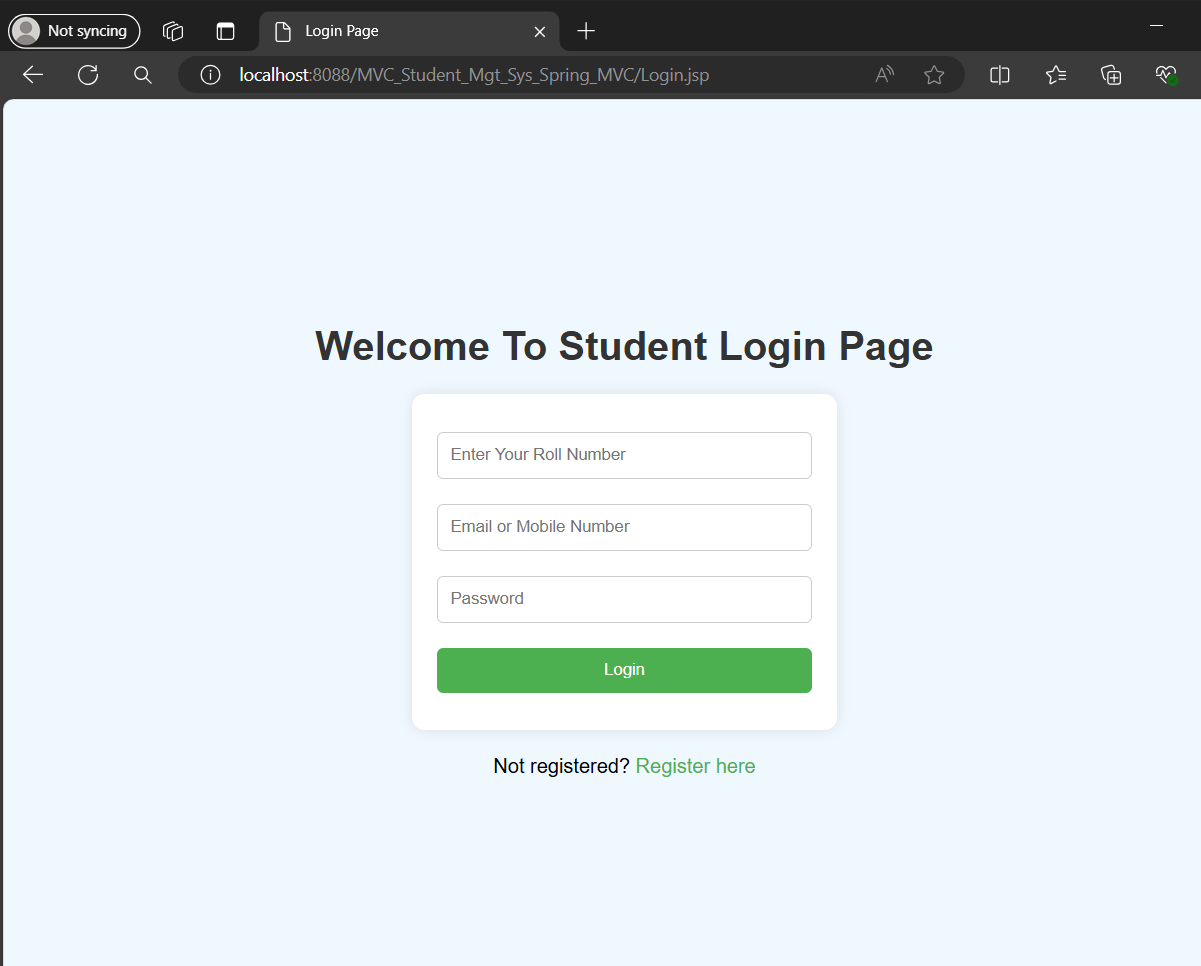 Not syncing
Login Page
localhost:8088/MVC_Student_Mgt_Sys_Spring_MVC/Login.jsp
Welcome To Student Login Page
Enter Your Roll Number
Email or Mobile Number
Password
Login
Not registered? Register here